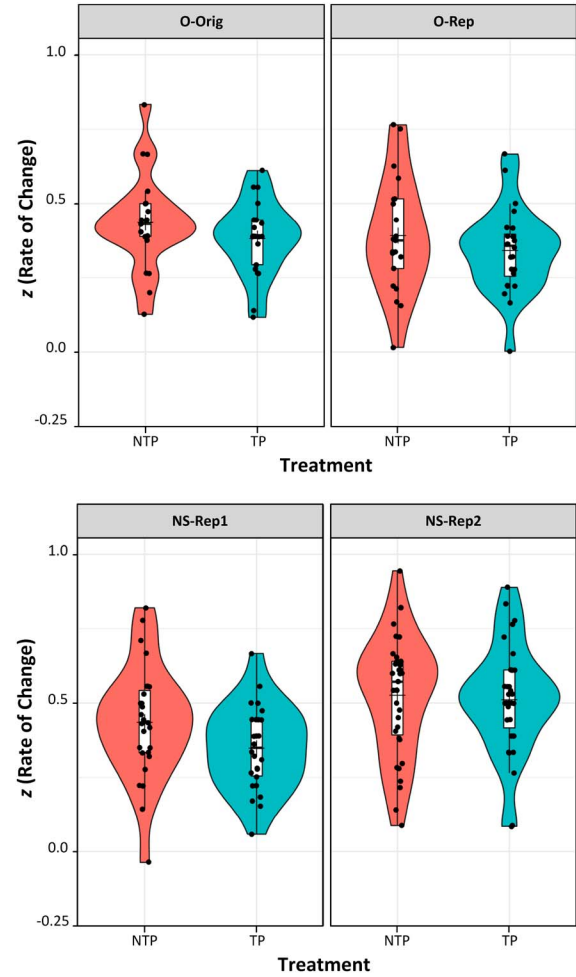 O-Orig
O-Rep
1.0
0.5
0.0
-0.25
z (Rate of Change)
NTP
TP
NTP
TP
Treatment
NS-Rep1
NS-Rep2
1.0
0.5
0.0
-0.25
z (Rate of Change)
NTP
TP
NTP
TP
Treatment